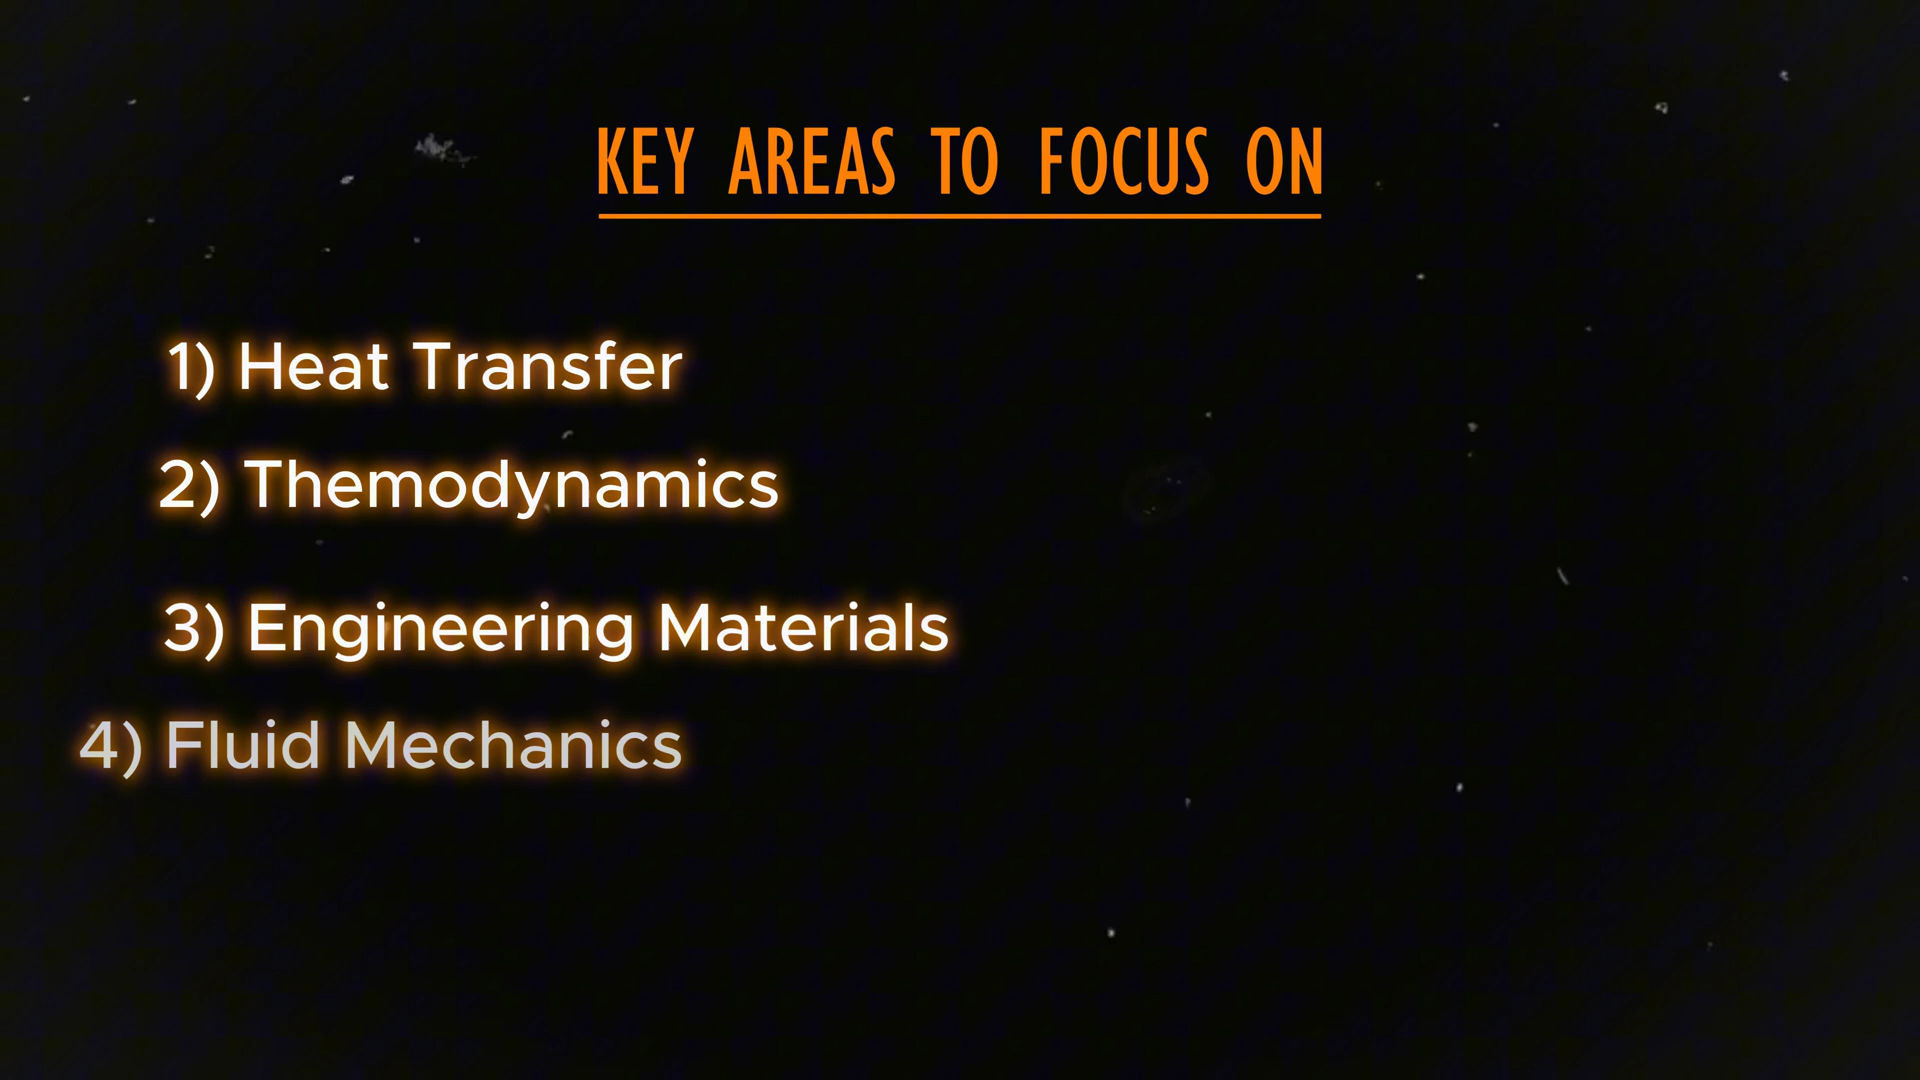 KEY AREAS TO FOCUS ON
1) Heat Transfer
2) Themodynamics
3) Engineering Materials
4) Fluid Mechanics